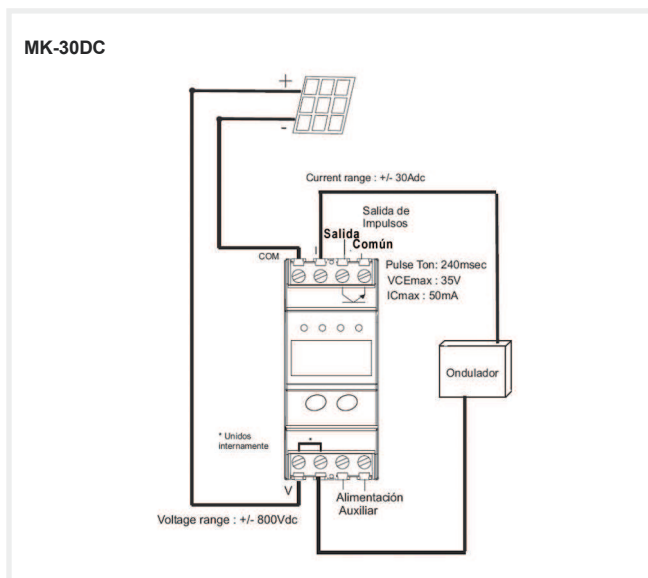 MK-30DC
+
-
Current range : +/- 30Adc
Salida de
Impulsos
Salida
Común
COM
I
Pulse Ton: 240msec
VCEmax : 35V
ICmax : 50mA
Ondulador
* Unidos
internamente
*
V
Alimentación
Auxiliar
Voltage range : +/- 800Vdc